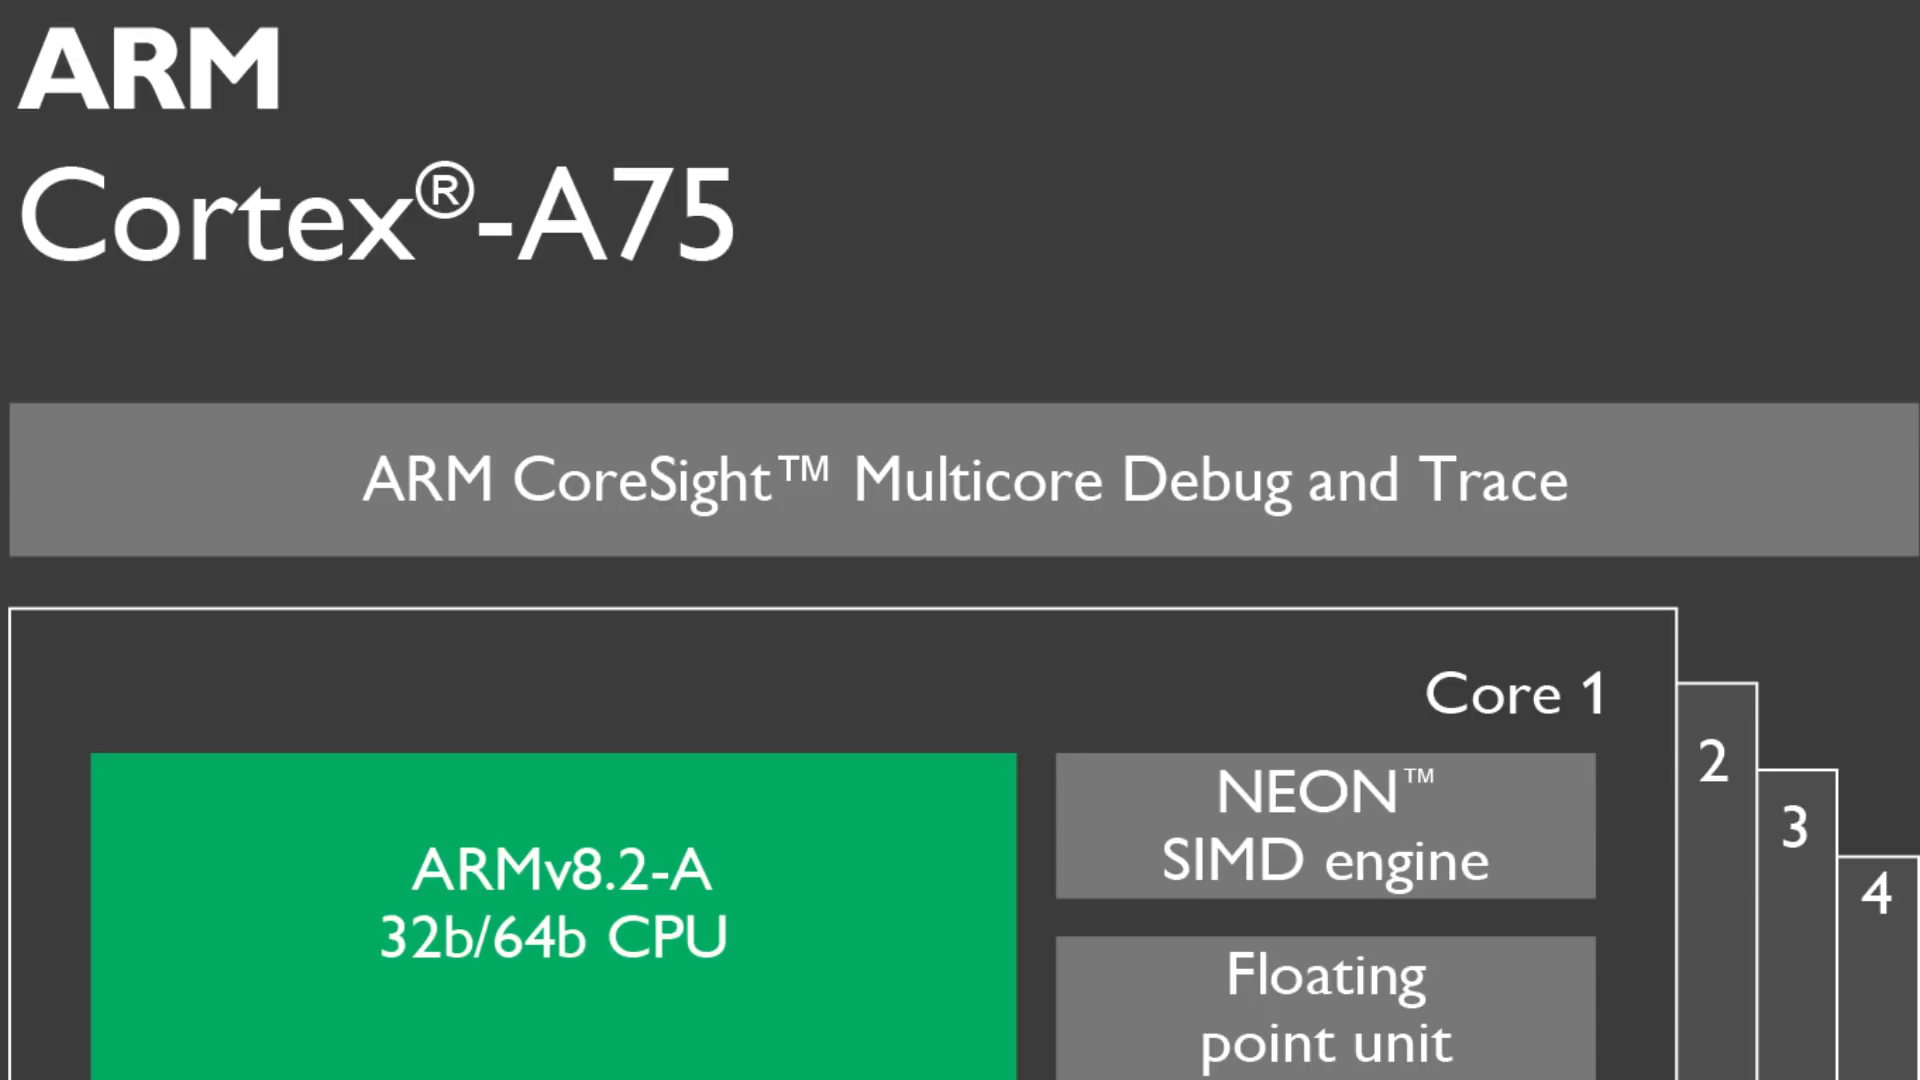 ARM
Cortex®-A75
ARM CoreSight™ Multicore Debug and Trace
Core 1
2
3
4
NEON™
SIMD engine
ARMv8.2-A
32b/64b CPU
Floating
point unit